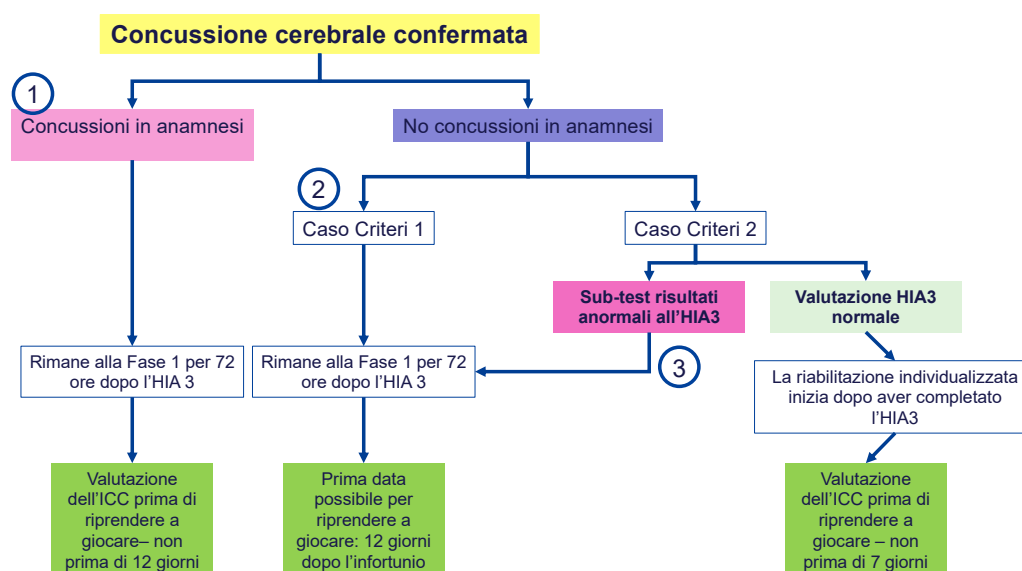 Concussione cerebrale confermata
1
Concussioni in anamnesi
No concussioni in anamnesi
2
Caso Criteri 1
Caso Criteri 2
Sub-test risultati
anormali all’HIA3
Valutazione HIA3
normale
3
Rimane alla Fase 1 per 72
ore dopo l’HIA 3
Rimane alla Fase 1 per 72
ore dopo l’HIA 3
La riabilitazione individualizzata
inizia dopo aver completato
l’HIA3
Valutazione
dell’ICC prima di
riprendere a
giocare– non
prima di 12 giorni
Prima data
possibile per
riprendere a
giocare: 12 giorni
dopo l’infortunio
Valutazione
dell’ICC prima di
riprendere a
giocare – non
prima di 7 giorni